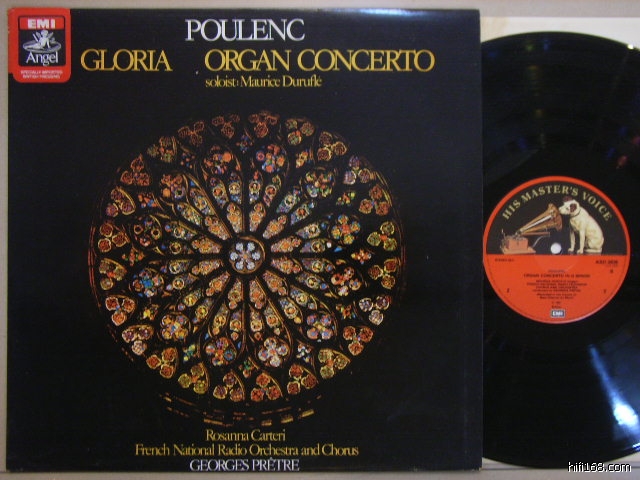 EMI
Angel
SPECIALLY IMPORTED
BRITISH PRESSING
POULENC
GLORIA ORGAN CONCERTO
soloist: Maurice Duruflé
Rosanna Carteri
French National Radio Orchestra and Chorus
GEORGES PRÊTRE
HIS MASTER'S VOICE
ORGAN CONCERTO IN G MINOR
EMI
hifi168.com